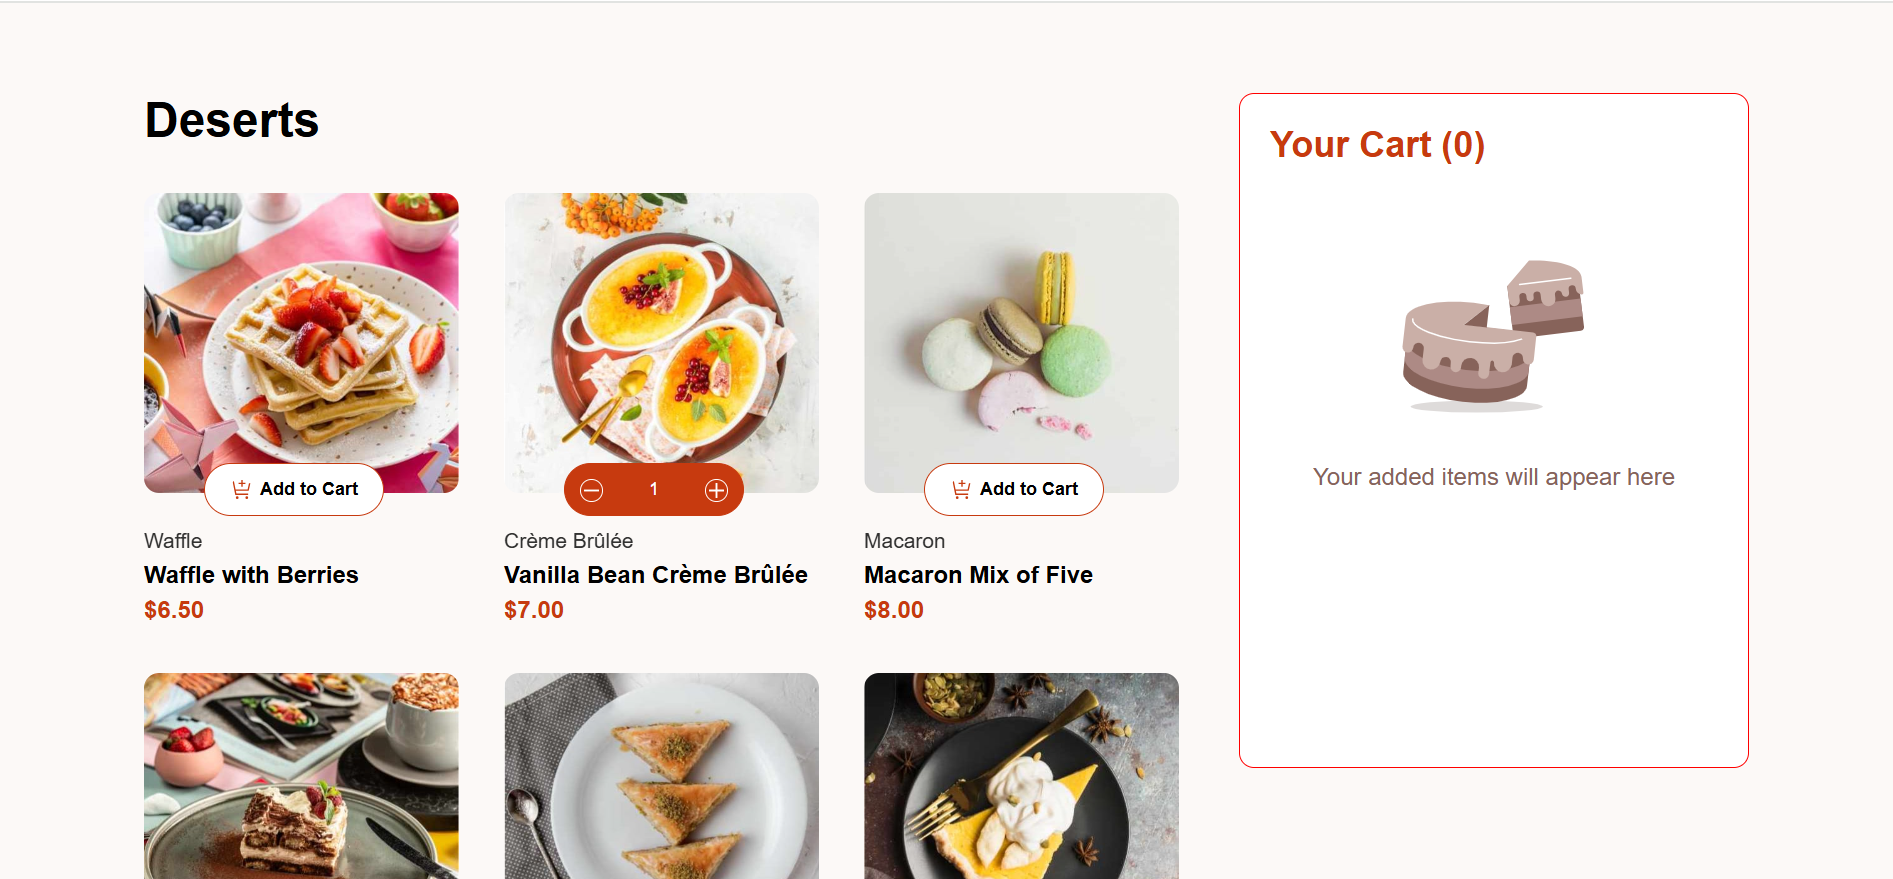 Deserts
Your Cart (0)
Your added items will appear here
Add to Cart
1
Add to Cart
Waffle
Waffle with Berries
$6.50
Crème Brûlée
Vanilla Bean Crème Brûlée
$7.00
Macaron
Macaron Mix of Five
$8.00